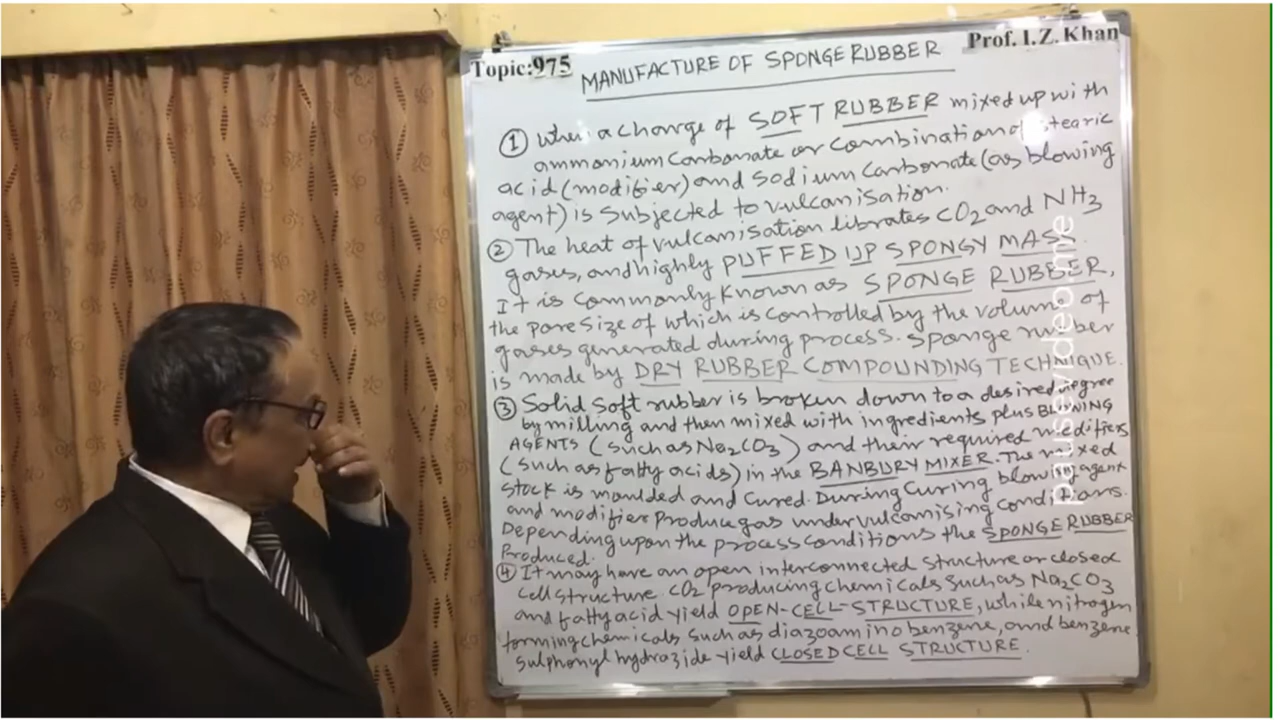 Topic:975
MANUFACTURE OF SPONGE RUBBER
Prof. I.Z. Khan
① When a charge of SOFT RUBBER mixed up with
ammonium carbonate or combination of stearic
acid (modifier) and sodium carbonate (as blowing
agent) is subjected to vulcanisation.
② The heat of vulcanisation librates CO2 and NH3
gases, and highly PUFFED UP SPONGY MASS.
It is commonly known as SPONGE RUBBER,
the pore size of which is controlled by the volume of
gases generated during process. Sponge rubber
is made by DRY RUBBER COMPOUNDING TECHNIQUE.
③ Solid soft rubber is broken down to a desired degree
by milling and then mixed with ingredients plus BLOWING
AGENTS (such as Na2CO3) and their required modifiers
(such as fatty acids) in the BANBURY MIXER. The mixed
stock is moulded and cured. During curing blowing agent
and modifier produce gas under vulcanising conditions.
Depending upon the process conditions the SPONGE RUBBER
Produced.
④ It may have an open interconnected structure or closed
cell structure. CO2 producing chemicals such as Na2CO3
and fatty acid yield OPEN-CELL-STRUCTURE, while nitrogen
forming chemicals such as diazoamino benzene, and benzene
sulphonyl hydrazide yield CLOSED CELL STRUCTURE.